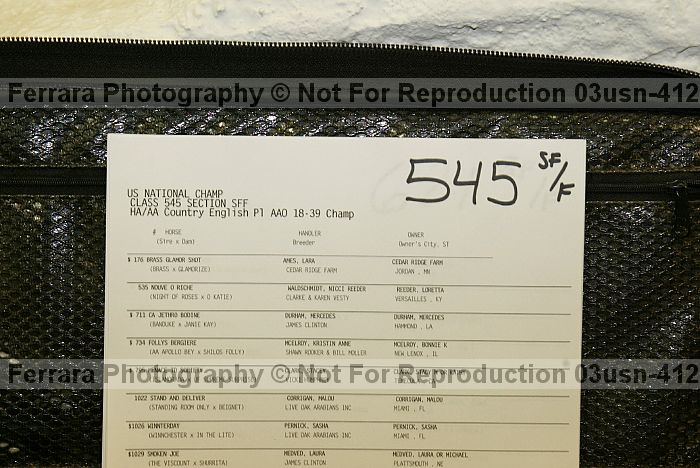 Ferrara Photography © Not For Reproduction 03usn-412
545 SF/F
US NATIONAL CHAMP
CLASS 545 SECTION SFF
HA/AA Country English Pl AAO 18-39 Champ
# HORSE HANDLER OWNER
(Sire x Dam) Breeder Owner's City, ST
$ 176 BRASS GLAMOR SHOT AMES, LARA CEDAR RIDGE FARM
(BRASS x GLAMORIZE) CEDAR RIDGE FARM JORDAN , MN
535 NOUVE O RICHE WALDSCHMIDT, NICCI REEDER REEDER, LORETTA
(NIGHT OF ROSES x O KATIE) CLARKE & KAREN VESTY VERSAILLES , KY
$ 711 CA JETHRO BODINE DURHAM, MERCEDES DURHAM, MERCEDES
(BANDUKE x JANIE KAY) JAMES CLINTON HAMMOND , LA
$ 734 FOLLYS BERGIERE MCELROY, KRISTIN ANNE MCELROY, BONNIE K
(AA APOLLO BEY x SHILOS FOLLY) SHAWN ROOKER & BILL MOLLER NEW LENOX , IL
Ferrara Photography © Not For Reproduction 03usn-412
1022 STAND AND DELIVER CORRIGAN, MALOU CORRIGAN, MALOU
(STANDING ROOM ONLY x BEIGNET) LIVE OAK ARABIANS INC MIAMI , FL
$1026 WINNTERDAY PERNICK, SASHA PERNICK, SASHA
(WINNCHESTER x IN THE LITE) LIVE OAK ARABIANS INC MIAMI , FL
$1029 SMOKEN JOE MEDVED, LAURA MEDVED, LAURA OR MICHAEL
(THE VISCOUNT x SHURRITA) JAMES CLINTON PLATTSMOUTH , NE